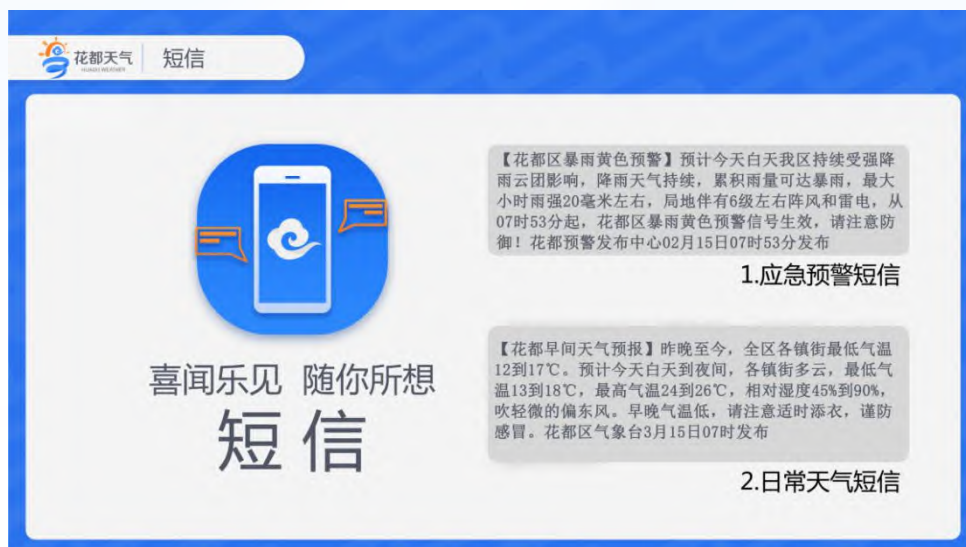 花都天气
HUADU WEATHER
短信
【花都区暴雨黄色预警】预计今天白天我区持续受强降
雨云团影响，降雨天气持续，累积雨量可达暴雨，最大
小时雨强20毫米左右，局地伴有6级左右阵风和雷电，从
07时53分起，花都区暴雨黄色预警信号生效，请注意防
御！花都预警发布中心02月15日07时53分发布
1.应急预警短信
喜闻乐见 随你所想
短信
【花都早间天气预报】昨晚至今，全区各镇街最低气温
12到17℃。预计今天白天到夜间，各镇街多云，最低气
温13到18℃，最高气温24到26℃，相对湿度45%到90%，
吹轻微的偏东风。早晚气温低，请注意适时添衣，谨防
感冒。花都区气象台3月15日07时发布
2.日常天气短信